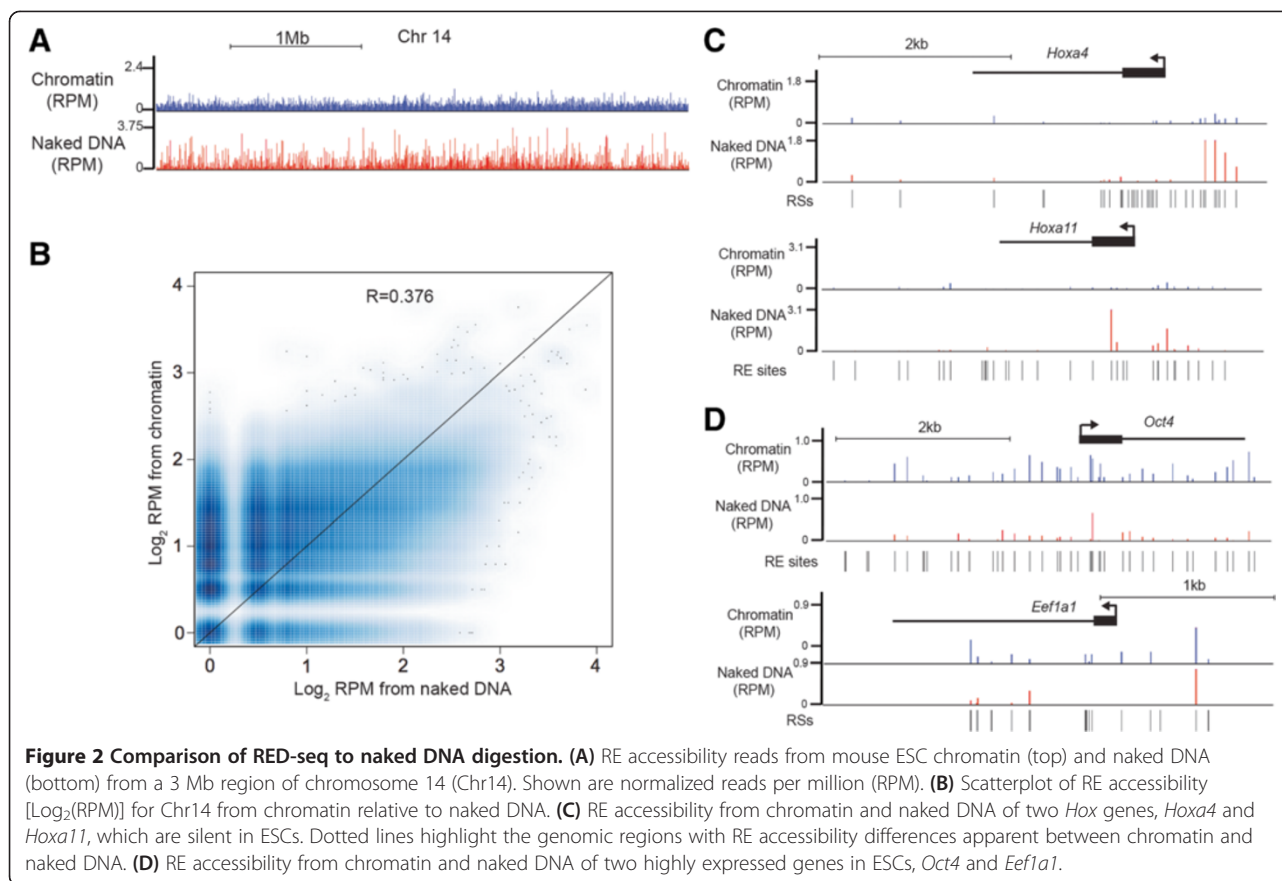 A
1Mb
Chr 14
Chromatin
(RPM)
2.4
0
Naked DNA
(RPM)
3.75
0
B
R=0.376
Log2 RPM from chromatin
4
3
2
1
0
0 1 2 3 4
Log2 RPM from naked DNA
C
2kb
Hoxa4
Chromatin
(RPM)
1.8
0
Naked DNA
(RPM)
1.8
0
RSs
Hoxa11
Chromatin
(RPM)
3.1
0
Naked DNA
(RPM)
3.1
0
RE sites
D
2kb
Oct4
Chromatin
(RPM)
1.0
0
Naked DNA
(RPM)
1.0
0
RE sites
1kb
Eef1a1
Chromatin
(RPM)
0.9
0
Naked DNA
(RPM)
0.9
0
RSs
Figure 2 Comparison of RED-seq to naked DNA digestion. (A) RE accessibility reads from mouse ESC chromatin (top) and naked DNA
(bottom) from a 3 Mb region of chromosome 14 (Chr14). Shown are normalized reads per million (RPM). (B) Scatterplot of RE accessibility
[Log2(RPM)] for Chr14 from chromatin relative to naked DNA. (C) RE accessibility from chromatin and naked DNA of two Hox genes, Hoxa4 and
Hoxa11, which are silent in ESCs. Dotted lines highlight the genomic regions with RE accessibility differences apparent between chromatin and
naked DNA. (D) RE accessibility from chromatin and naked DNA of two highly expressed genes in ESCs, Oct4 and Eef1a1.